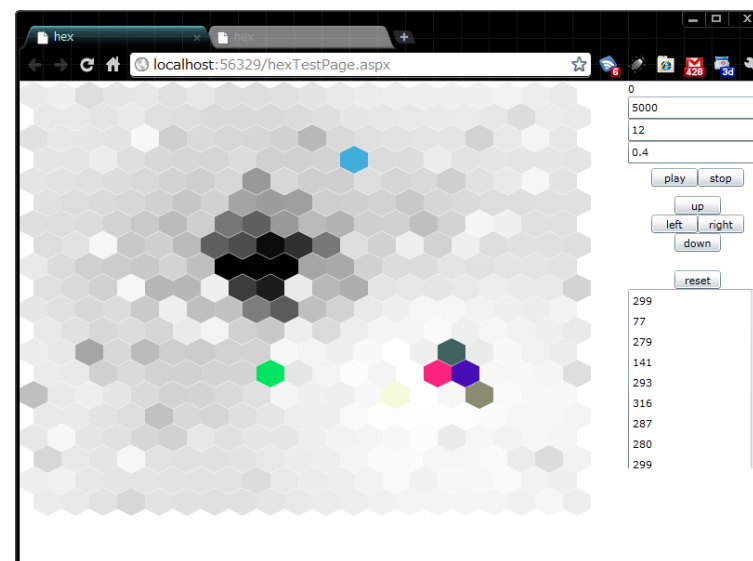 hex
hex
localhost:56329/hexTestPage.aspx
6
428
3d
0
5000
12
0.4
play stop
up
left right
down
reset
299
77
279
141
293
316
287
280
299